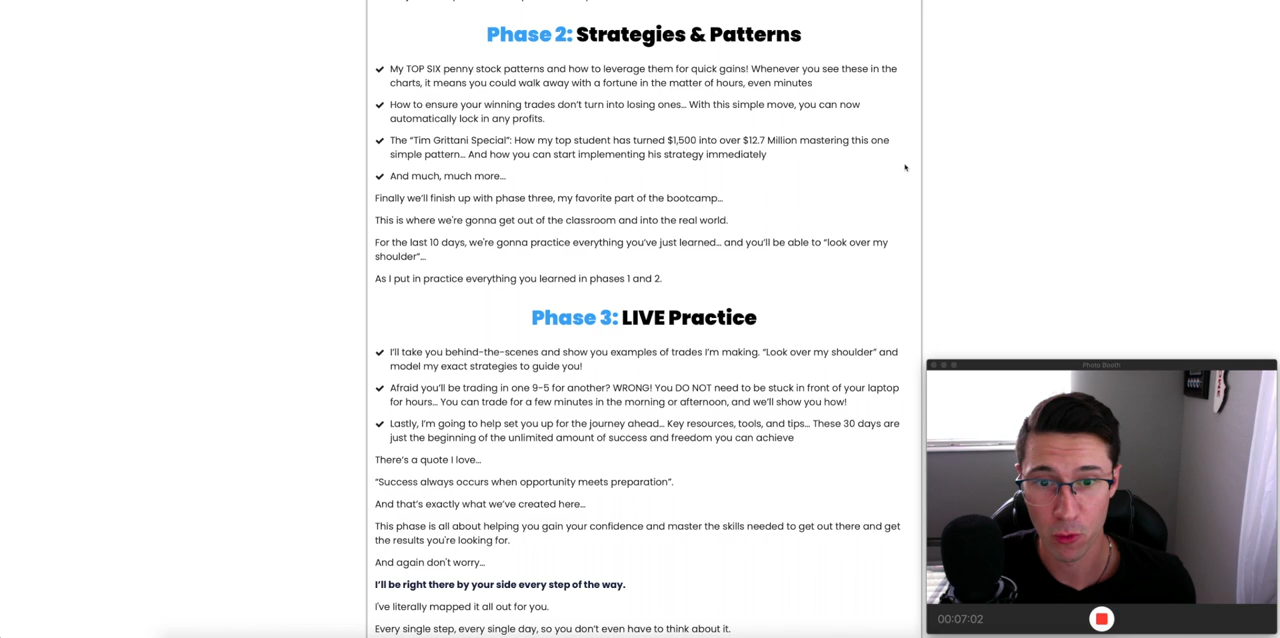 Phase 2: Strategies & Patterns
My TOP SIX penny stock patterns and how to leverage them for quick gains! Whenever you see these in the
charts, it means you could walk away with a fortune in the matter of hours, even minutes
How to ensure your winning trades don't turn into losing ones... With this simple move, you can now
automatically lock in any profits.
The “Tim Grittani Special”: How my top student has turned $1,500 into over $12.7 Million mastering this one
simple pattern... And how you can start implementing his strategy immediately
And much, much more...
Finally we'll finish up with phase three, my favorite part of the bootcamp...
This is where we're gonna get out of the classroom and into the real world.
For the last 10 days, we're gonna practice everything you've just learned... and you'll be able to “look over my
shoulder”...
As I put in practice everything you learned in phases 1 and 2.
Phase 3: LIVE Practice
I'll take you behind-the-scenes and show you examples of trades I'm making. “Look over my shoulder” and
model my exact strategies to guide you!
Afraid you'll be trading in one 9-5 for another? WRONG! You DO NOT need to be stuck in front of your laptop
for hours... You can trade for a few minutes in the morning or afternoon, and we'll show you how!
Lastly, I'm going to help set you up for the journey ahead... Key resources, tools, and tips... These 30 days are
just the beginning of the unlimited amount of success and freedom you can achieve
There's a quote I love...
“Success always occurs when opportunity meets preparation”.
And that's exactly what we've created here...
This phase is all about helping you gain your confidence and master the skills needed to get out there and get
the results you're looking for.
And again don't worry...
I'll be right there by your side every step of the way.
I've literally mapped it all out for you.
Every single step, every single day, so you don't even have to think about it.
Photo Booth
00:07:02